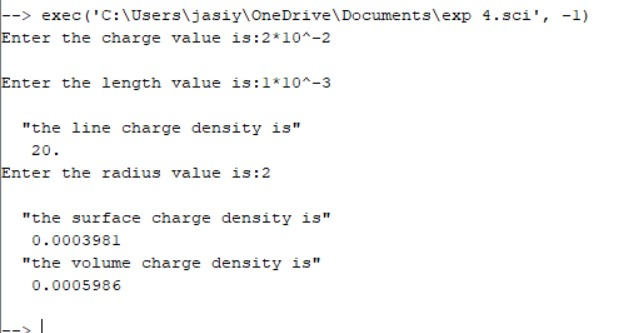 --> exec('C:\Users\jasiy\OneDrive\Documents\exp 4.sci', -1)
Enter the charge value is:2*10^-2
Enter the length value is:1*10^-3
"the line charge density is"
20.
Enter the radius value is:2
"the surface charge density is"
0.0003981
"the volume charge density is"
0.0005986
-->